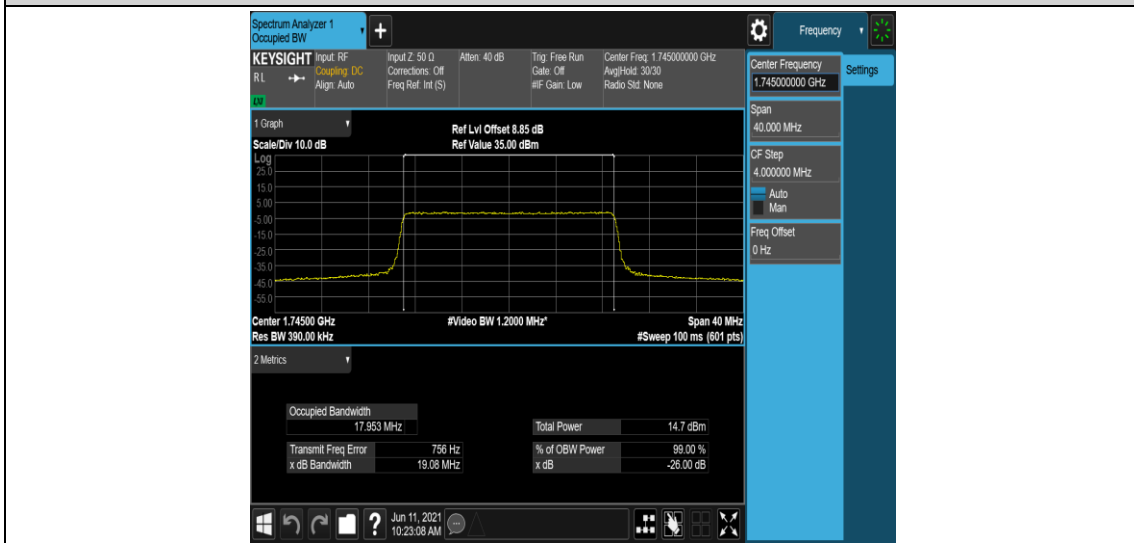 Spectrum Analyzer 1
Occupied BW
+
Frequency
KEYSIGHT
RL
LXI
Input: RF
Coupling: DC
Align: Auto
Input Z: 50 Ω
Corrections: Off
Freq Ref: Int (S)
Atten: 40 dB
Trig: Free Run
Gate: Off
#IF Gain: Low
Center Freq: 1.745000000 GHz
Avg|Hold: 30/30
Radio Std: None
Center Frequency
1.745000000 GHz
Settings
Span
40.000 MHz
CF Step
4.000000 MHz
Auto
Man
Freq Offset
0 Hz
1 Graph
Scale/Div 10.0 dB
Ref Lvl Offset 8.85 dB
Ref Value 35.00 dBm
Log
25.0
15.0
5.00
-5.00
-15.0
-25.0
-35.0
-45.0
-55.0
Center 1.74500 GHz
#Video BW 1.2000 MHz*
Span 40 MHz
Res BW 390.00 kHz
#Sweep 100 ms (601 pts)
2 Metrics
Occupied Bandwidth
17.953 MHz
Total Power 14.7 dBm
Transmit Freq Error 756 Hz
% of OBW Power 99.00 %
x dB Bandwidth 19.08 MHz
x dB -26.00 dB
?
Jun 11, 2021
10:23:08 AM